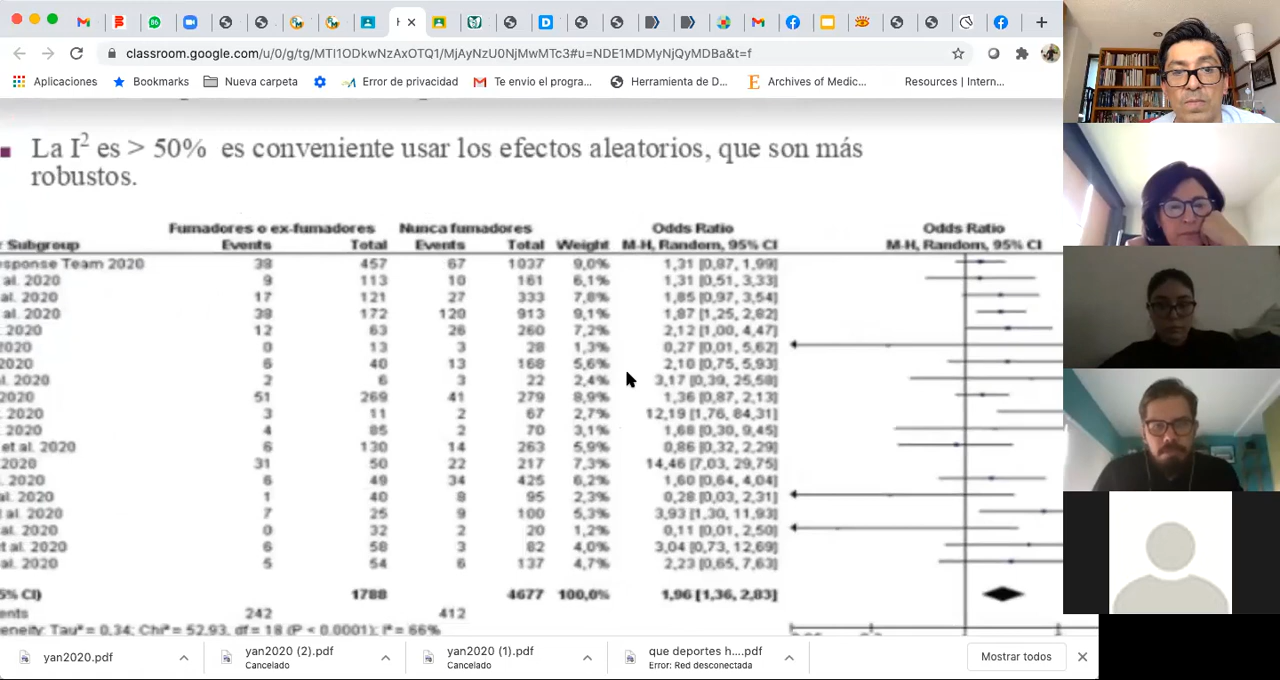 classroom.google.com/u/0/g/tg/MTI1ODkwNzAxOTQ1/MjAyNzU0NjMwMTc3#u=NDE1MDMyNjQyMDBa&t=f
Aplicaciones Bookmarks Nueva carpeta Error de privacidad Te envio el progra... Herramienta de D... Archives of Medic... Resources | Intern...
La I² es > 50% es conveniente usar los efectos aleatorios, que son más
robustos.
Fumadores o ex-fumadores Nunca fumadores Odds Ratio Odds Ratio
Subgroup Events Total Events Total Weight M-H, Random, 95% CI M-H, Random, 95% CI
sponse Team 2020 38 457 67 1037 9,0% 1,31 [0,87, 1,99]
al. 2020 9 113 10 161 6,1% 1,31 [0,51, 3,33]
al. 2020 17 121 27 333 7,8% 1,85 [0,97, 3,54]
al. 2020 38 172 120 913 9,1% 1,87 [1,25, 2,82]
2020 12 63 26 260 7,2% 2,12 [1,00, 4,47]
2020 0 13 3 28 1,3% 0,27 [0,01, 5,62]
2020 6 40 13 168 5,6% 2,10 [0,75, 5,93]
. 2020 2 6 3 22 2,4% 3,17 [0,39, 25,58]
2020 51 269 41 279 8,9% 1,36 [0,87, 2,13]
. 2020 3 11 2 67 2,7% 12,19 [1,76, 84,31]
. 2020 4 85 2 70 3,1% 1,68 [0,30, 9,45]
et al. 2020 6 130 14 263 5,9% 0,86 [0,32, 2,29]
2020 31 50 22 217 7,3% 14,46 [7,03, 29,75]
. 2020 6 49 34 425 6,2% 1,60 [0,64, 4,04]
al. 2020 1 40 8 95 2,3% 0,28 [0,03, 2,31]
t al. 2020 7 25 9 100 5,3% 3,93 [1,30, 11,93]
al. 2020 0 32 2 20 1,2% 0,11 [0,01, 2,50]
et al. 2020 6 58 3 82 4,0% 3,04 [0,73, 12,69]
al. 2020 5 54 6 137 4,7% 2,23 [0,65, 7,63]
5% CI) 1788 4677 100,0% 1,96 [1,36, 2,83]
ents 242 412
eneity: Tau² = 0,34; Chi² = 52,93, df = 18 (P < 0.0001); I² = 66%
yan2020.pdf yan2020 (2).pdf yan2020 (1).pdf que deportes h....pdf Mostrar todos
Cancelado Cancelado Error: Red desconectada